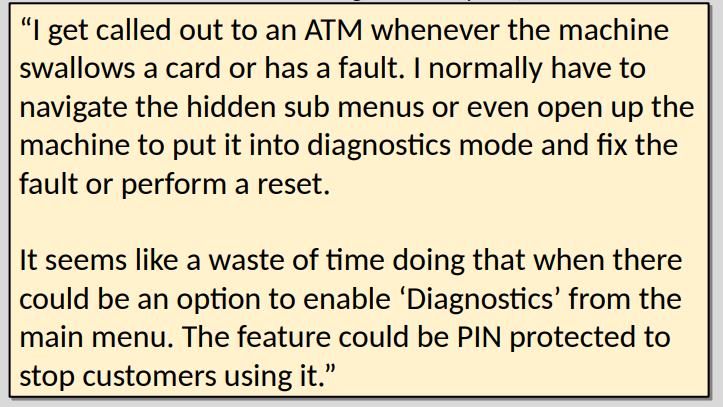 “I get called out to an ATM whenever the machine
swallows a card or has a fault. I normally have to
navigate the hidden sub menus or even open up the
machine to put it into diagnostics mode and fix the
fault or perform a reset.
It seems like a waste of time doing that when there
could be an option to enable ‘Diagnostics’ from the
main menu. The feature could be PIN protected to
stop customers using it.”